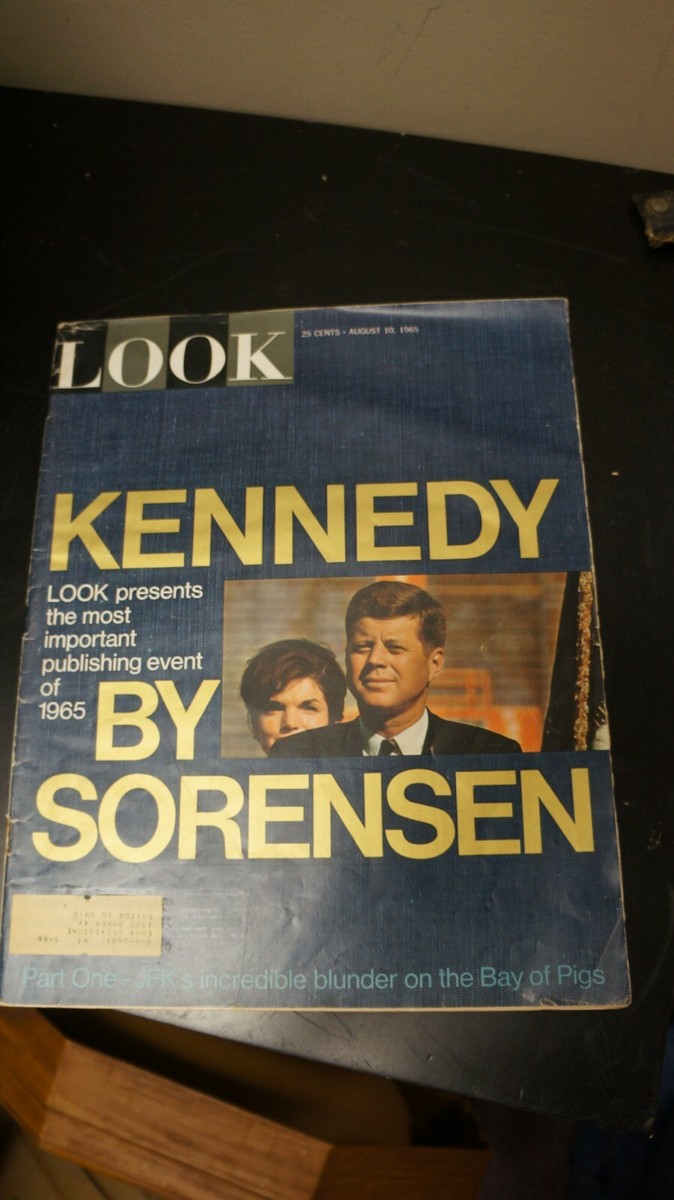 LOOK
25 CENTS • AUGUST 10, 1965
KENNEDY
LOOK presents
the most
important
publishing event
of
1965
BY
SORENSEN
Part One–JFK's incredible blunder on the Bay of Pigs